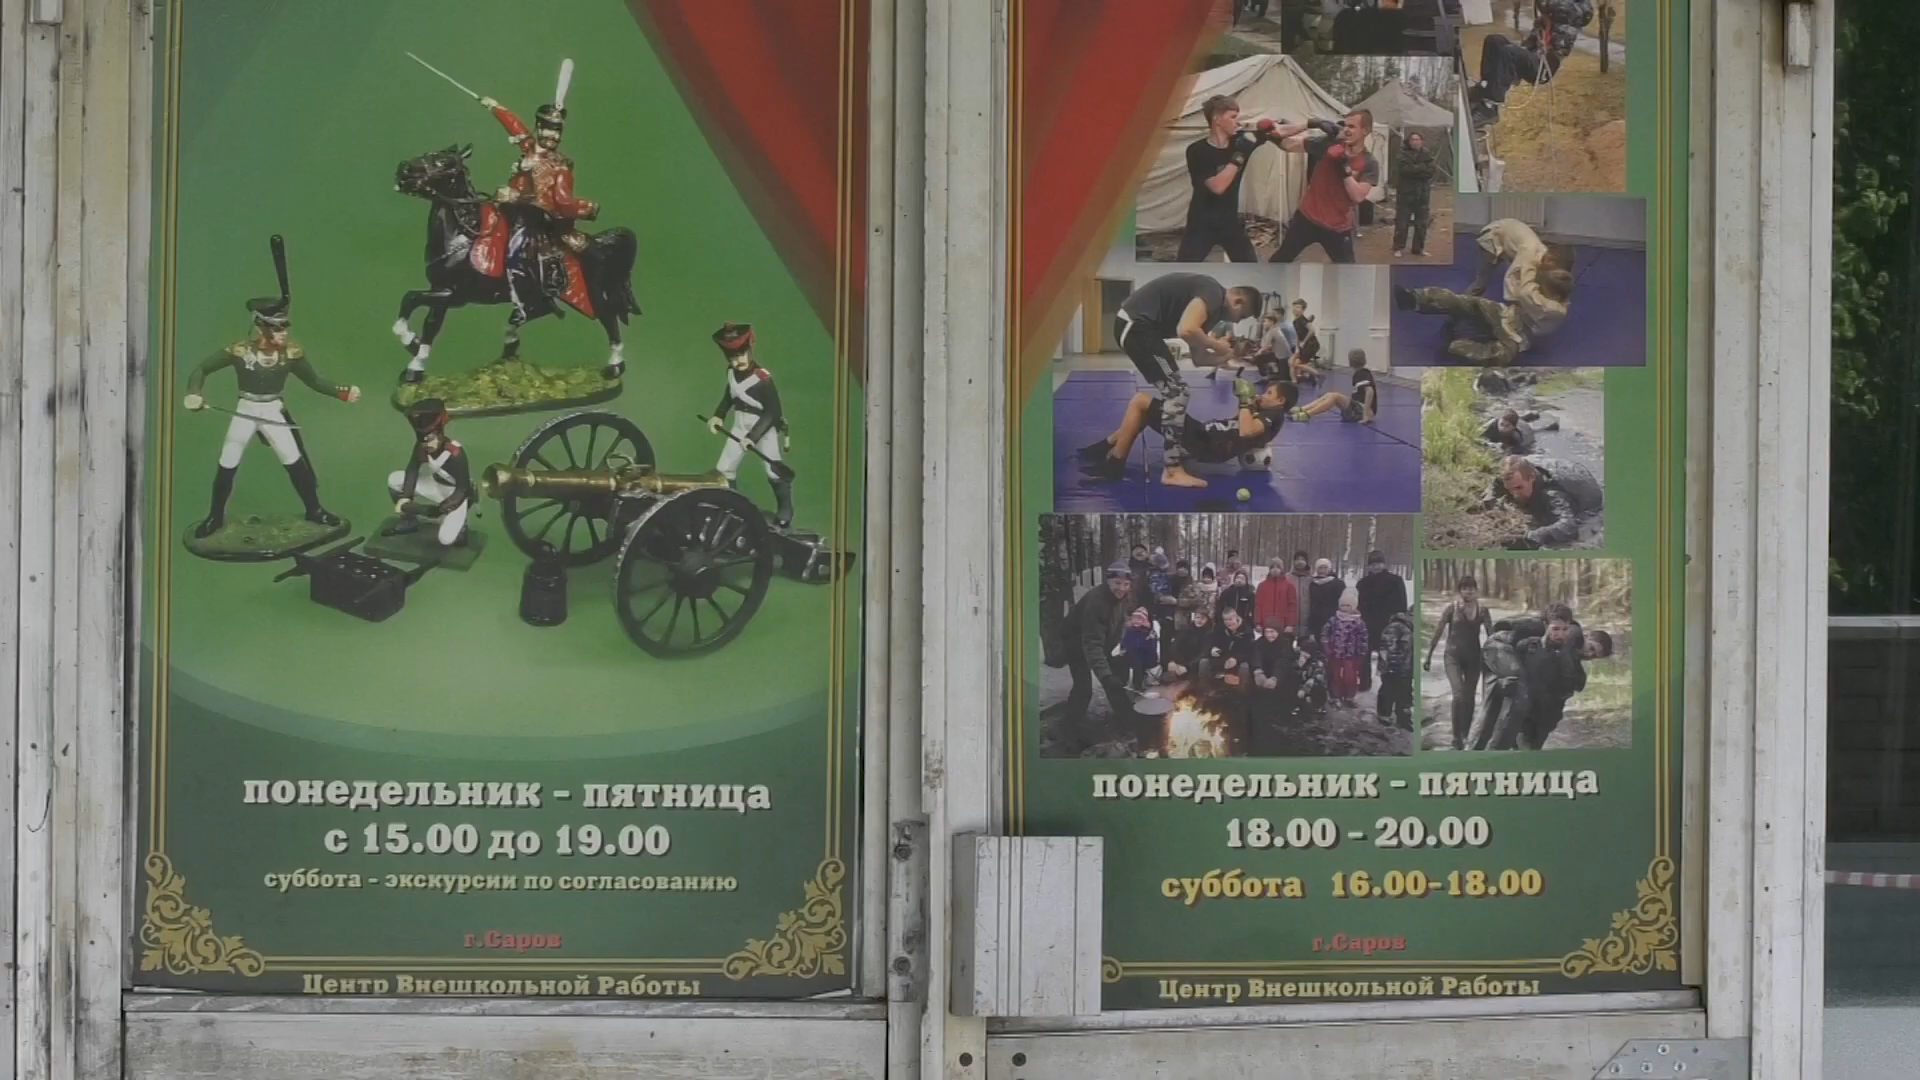 понедельник - пятница
с 15.00 до 19.00
суббота - экскурсии по согласованию
г.Саров
Центр Внешкольной Работы
понедельник - пятница
18.00 - 20.00
суббота 16.00-18.00
г.Саров
Центр Внешкольной Работы